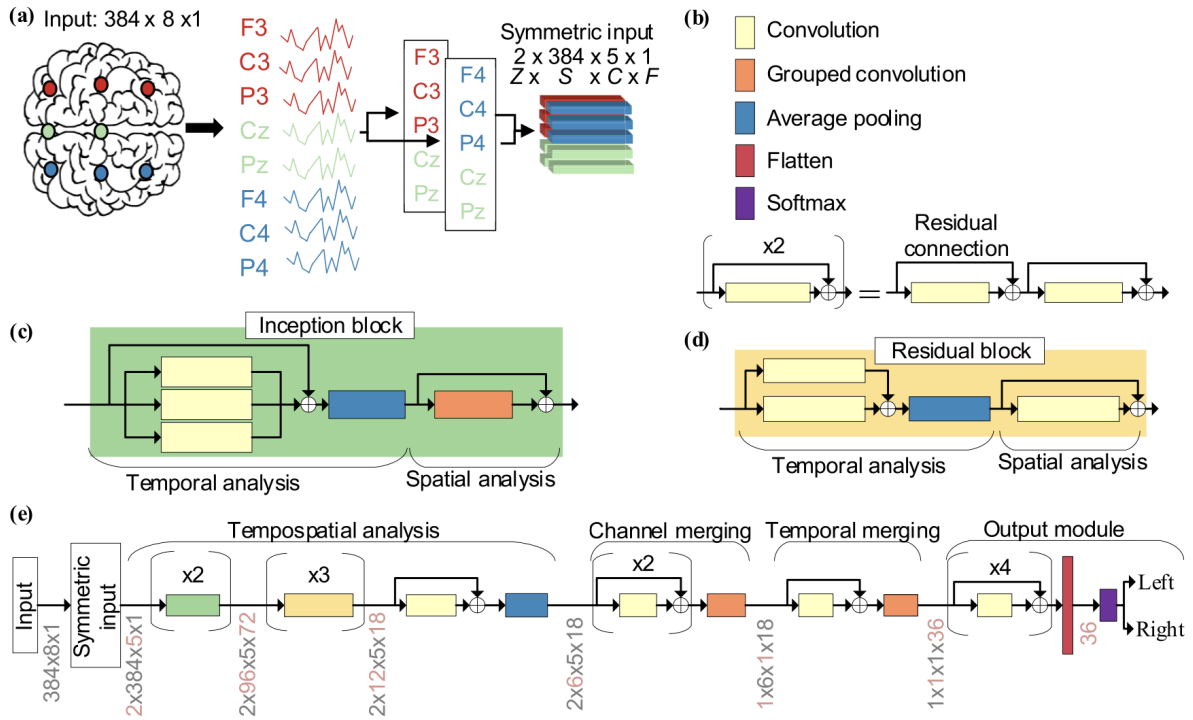 (a)
Input: 384 x 8 x1
F3
C3
P3
Cz
Pz
F4
C4
P4
F3
C3
P3
Cz
Pz
F4
C4
P4
Cz
Pz
Symmetric input
2 x 384 x 5 x 1
Z x S x C x F
(b)
Convolution
Grouped convolution
Average pooling
Flatten
Softmax
x2
=
Residual
connection
(c)
Inception block
Temporal analysis
Spatial analysis
(d)
Residual block
Temporal analysis
Spatial analysis
(e)
Tempospatial analysis
Channel merging
Temporal merging
Output module
Input
384x8x1
Symmetric
input
2x384x5x1
x2
2x96x5x72
x3
2x12x5x18
2x6x5x18
x2
1x6x1x18
1x1x1x36
x4
36
Left
Right